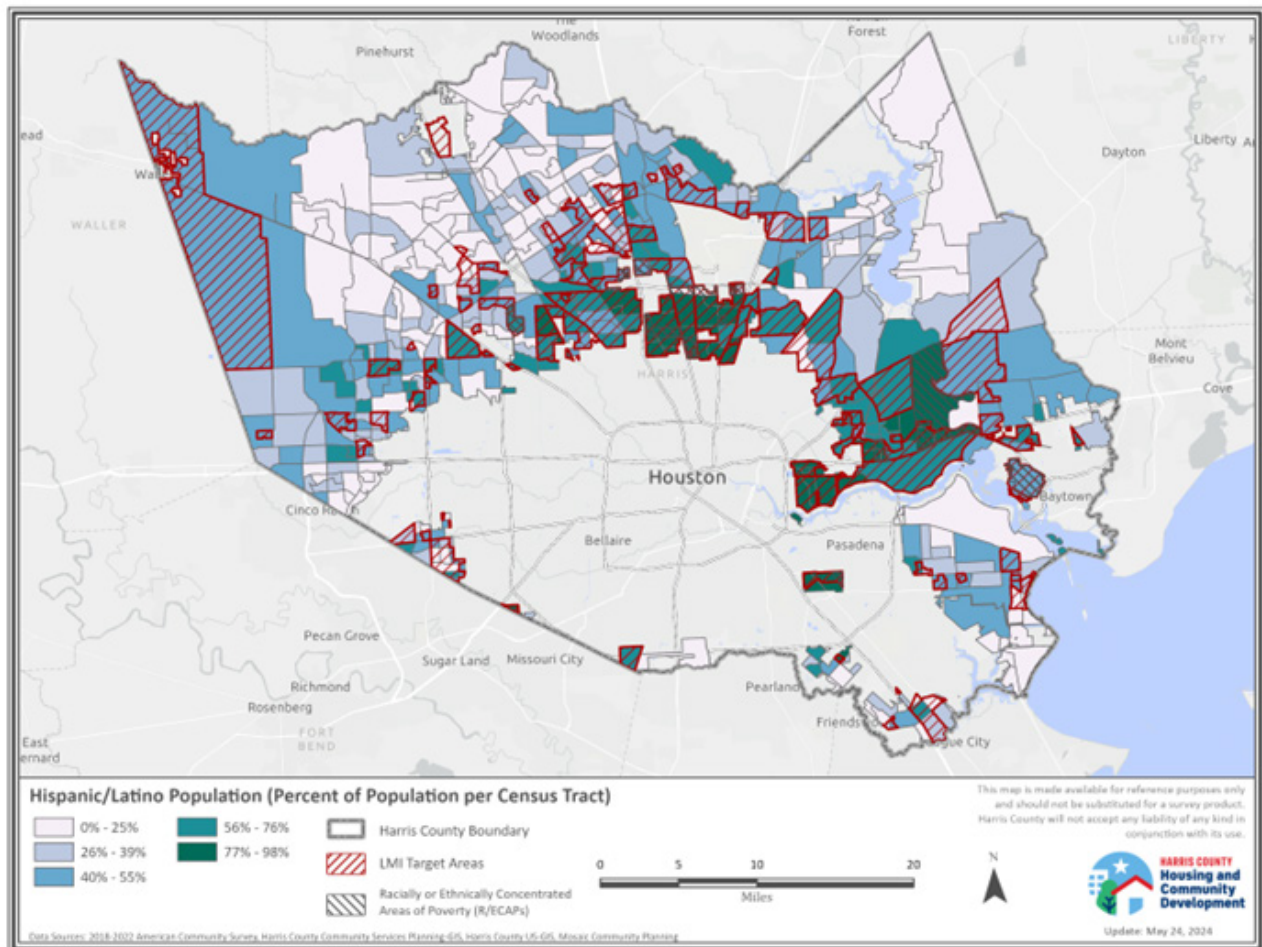 The
Woodlands
Forest
LIBERTY
Pinehurst
Dayton
Liberty
WALLER
Mont
Belvieu
Cove
HARRIS
Houston
Baytown
Cinco
Bellaire
Pasadena
Pecan Grove
Sugar Land
Missouri City
Richmond
Pearland
Rosenberg
FORT
BEND
East
ernard
Hispanic/Latino Population (Percent of Population per Census Tract)
0% - 25%
26% - 39%
40% - 55%
56% - 76%
77% - 98%
Harris County Boundary
LMI Target Areas
Racially or Ethnically Concentrated
Areas of Poverty (R/ECAPs)
0 5 10 20
Miles
N
This map is made available for reference purposes only
and should not be substituted for a survey product.
Harris County will not accept any liability of any kind in
conjunction with its use.
HARRIS COUNTY
Housing and
Community
Development
Update: May 24, 2024
Data Sources: 2018-2022 American Community Survey, Harris County Community Services Planning-GIS, Harris County US-GIS, Mosaic Community Planning